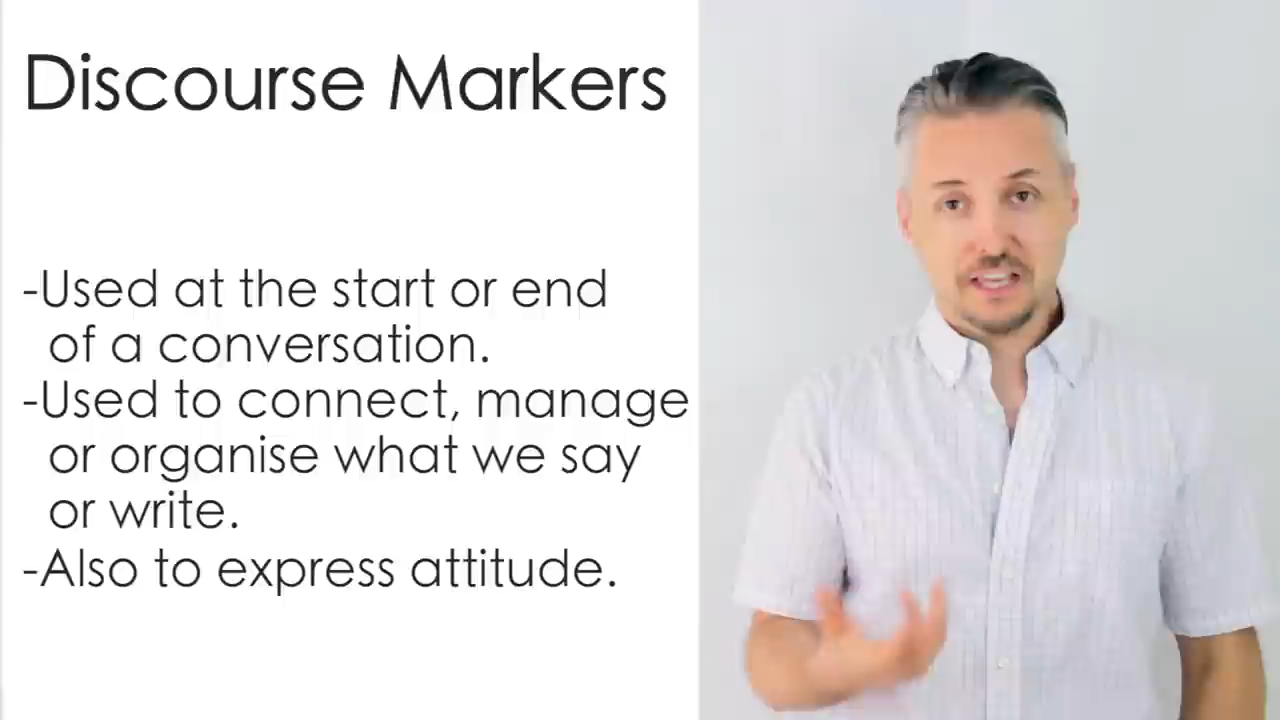 Discourse Markers
-Used at the start or end
of a conversation.
-Used to connect, manage
or organise what we say
or write.
-Also to express attitude.